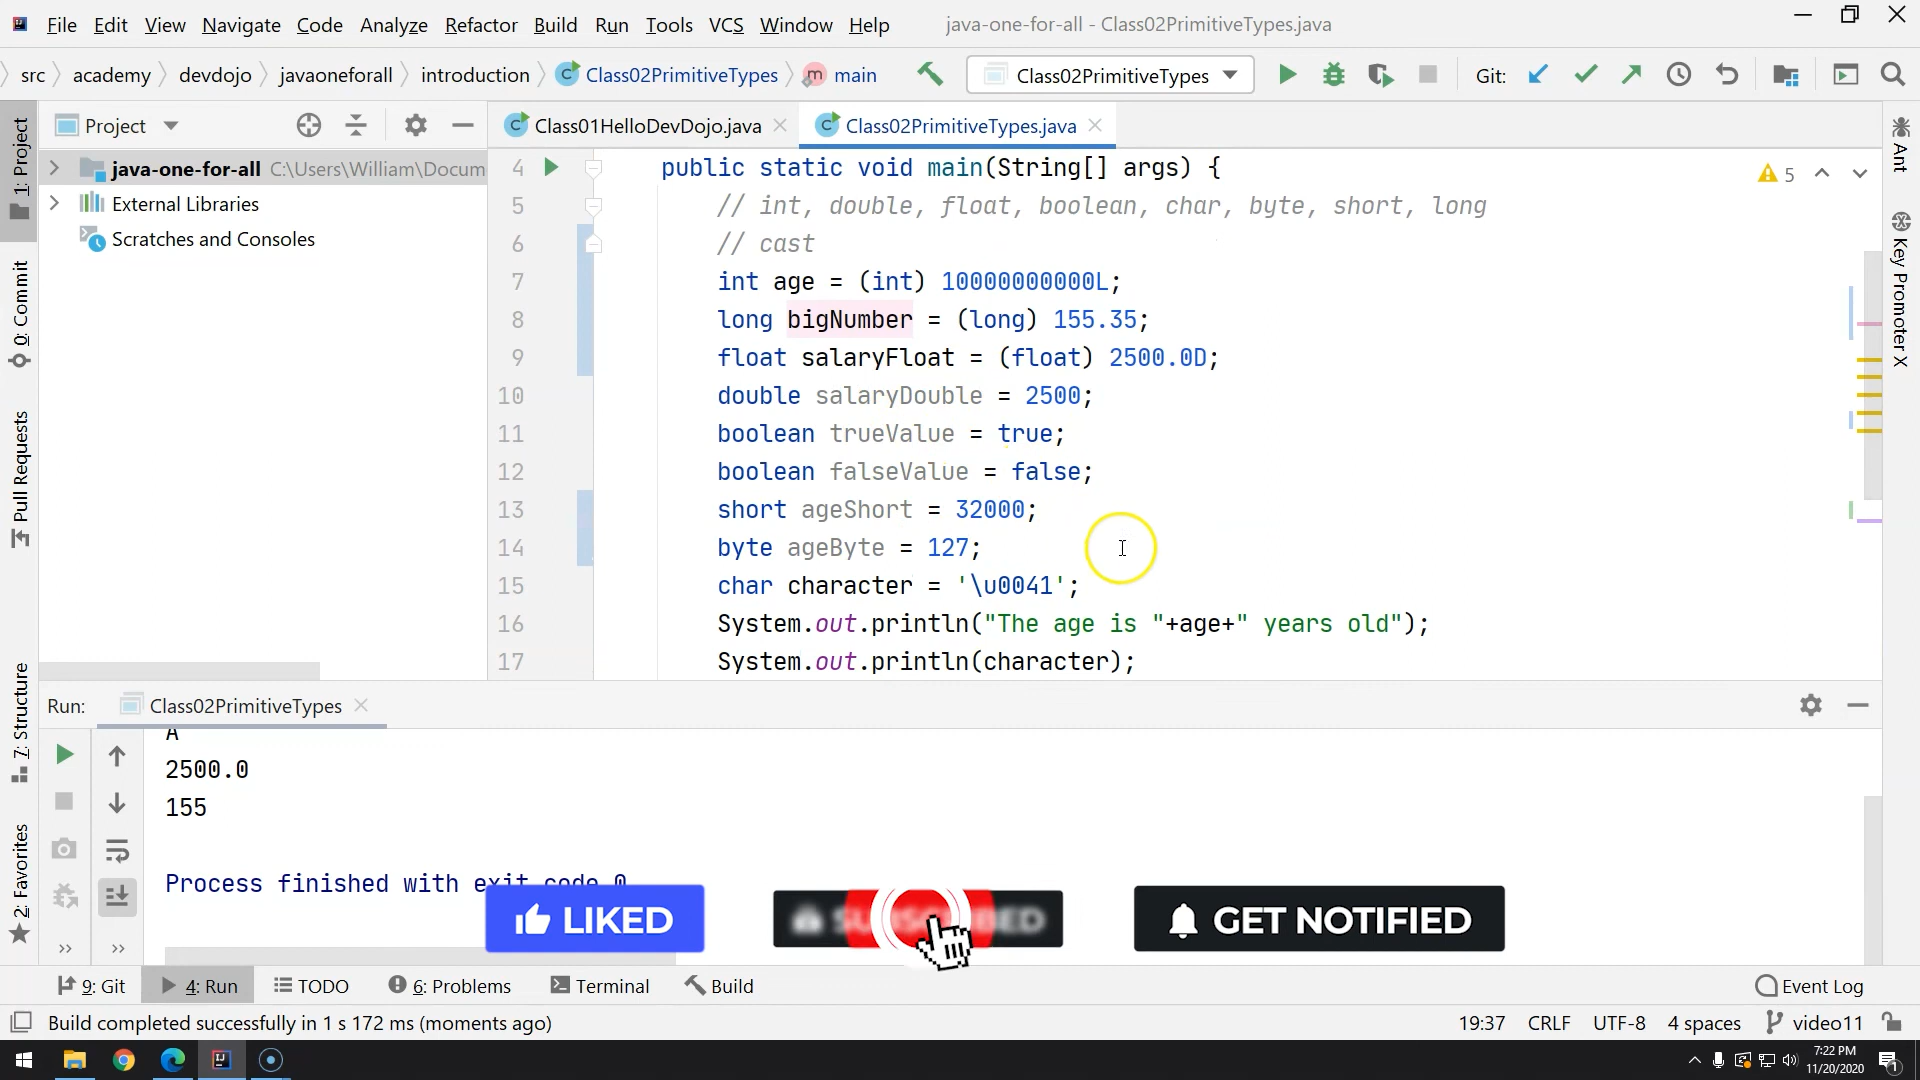 File Edit View Navigate Code Analyze Refactor Build Run Tools VCS Window Help java-one-for-all - Class02PrimitiveTypes.java
src academy devdojo javaoneforall introduction Class02PrimitiveTypes main Class02PrimitiveTypes Git:
Project Class01HelloDevDojo.java Class02PrimitiveTypes.java
java-one-for-all C:\Users\William\Docum
External Libraries
Scratches and Consoles
1: Project
0: Commit
Pull Requests
7: Structure
2: Favorites
4 public static void main(String[] args) {
5 // int, double, float, boolean, char, byte, short, long
6 // cast
7 int age = (int) 10000000000L;
8 long bigNumber = (long) 155.35;
9 float salaryFloat = (float) 2500.0D;
10 double salaryDouble = 2500;
11 boolean trueValue = true;
12 boolean falseValue = false;
13 short ageShort = 32000;
14 byte ageByte = 127;
15 char character = '\u0041';
16 System.out.println("The age is "+age+" years old");
17 System.out.println(character);
5
Ant
Key Promoter X
Run: Class02PrimitiveTypes
A
2500.0
155
Process finished with exit code 0
LIKED
GET NOTIFIED
9: Git 4: Run TODO 6: Problems Terminal Build Event Log
Build completed successfully in 1 s 172 ms (moments ago) 19:37 CRLF UTF-8 4 spaces video11
7:22 PM
11/20/2020
1